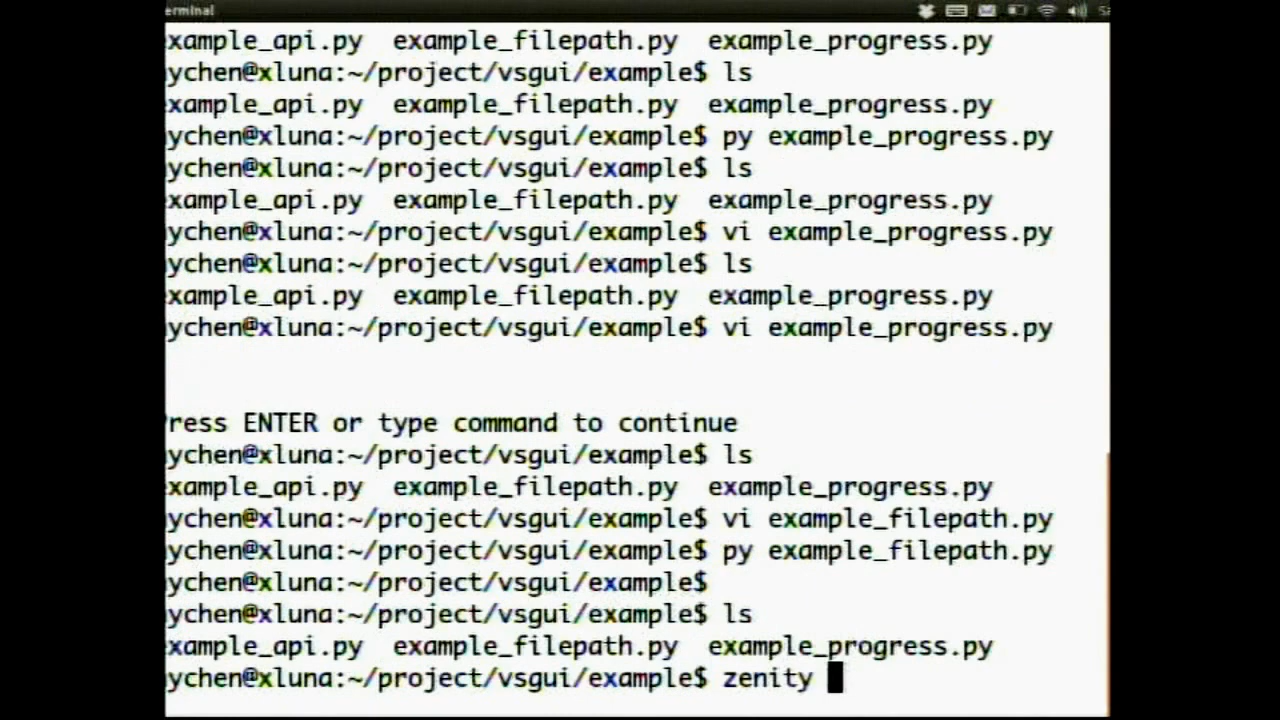 erminal
xample_api.py example_filepath.py example_progress.py
ychen@xluna:~/project/vsgui/example$ ls
xample_api.py example_filepath.py example_progress.py
ychen@xluna:~/project/vsgui/example$ py example_progress.py
ychen@xluna:~/project/vsgui/example$ ls
xample_api.py example_filepath.py example_progress.py
ychen@xluna:~/project/vsgui/example$ vi example_progress.py
ychen@xluna:~/project/vsgui/example$ ls
xample_api.py example_filepath.py example_progress.py
ychen@xluna:~/project/vsgui/example$ vi example_progress.py
Press ENTER or type command to continue
ychen@xluna:~/project/vsgui/example$ ls
xample_api.py example_filepath.py example_progress.py
ychen@xluna:~/project/vsgui/example$ vi example_filepath.py
ychen@xluna:~/project/vsgui/example$ py example_filepath.py
ychen@xluna:~/project/vsgui/example$
ychen@xluna:~/project/vsgui/example$ ls
xample_api.py example_filepath.py example_progress.py
ychen@xluna:~/project/vsgui/example$ zenity